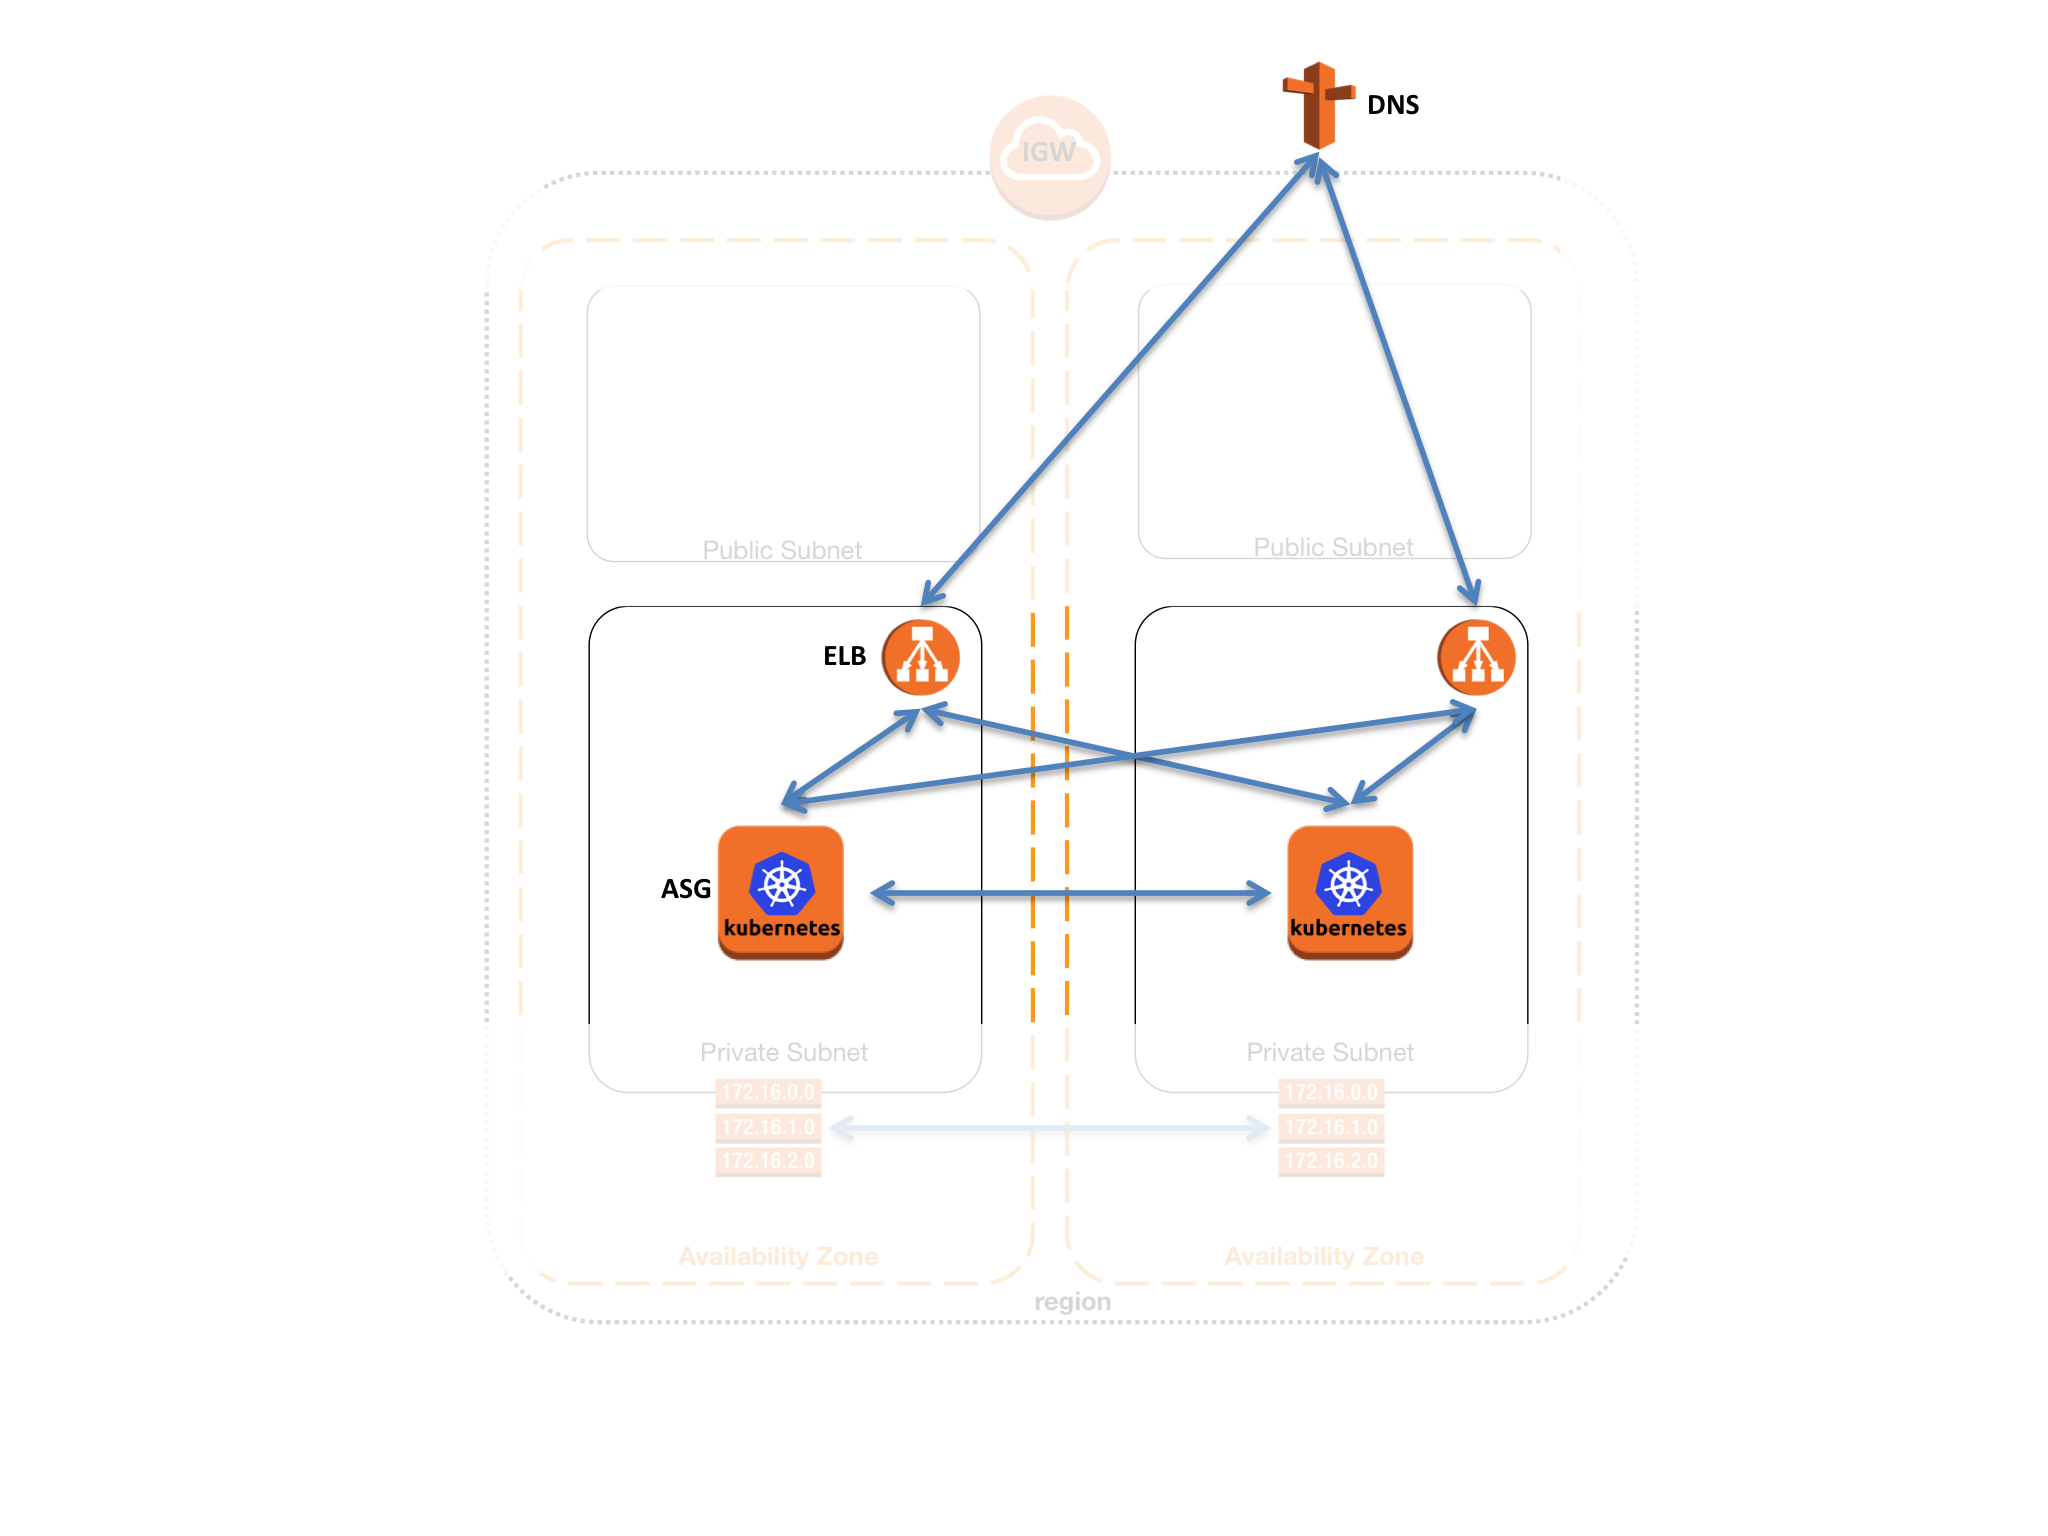 DNS
IGW
Public Subnet
Public Subnet
ELB
ASG
kubernetes
kubernetes
Private Subnet
Private Subnet
172.16.0.0
172.16.1.0
172.16.2.0
172.16.0.0
172.16.1.0
172.16.2.0
Availability Zone
Availability Zone
region